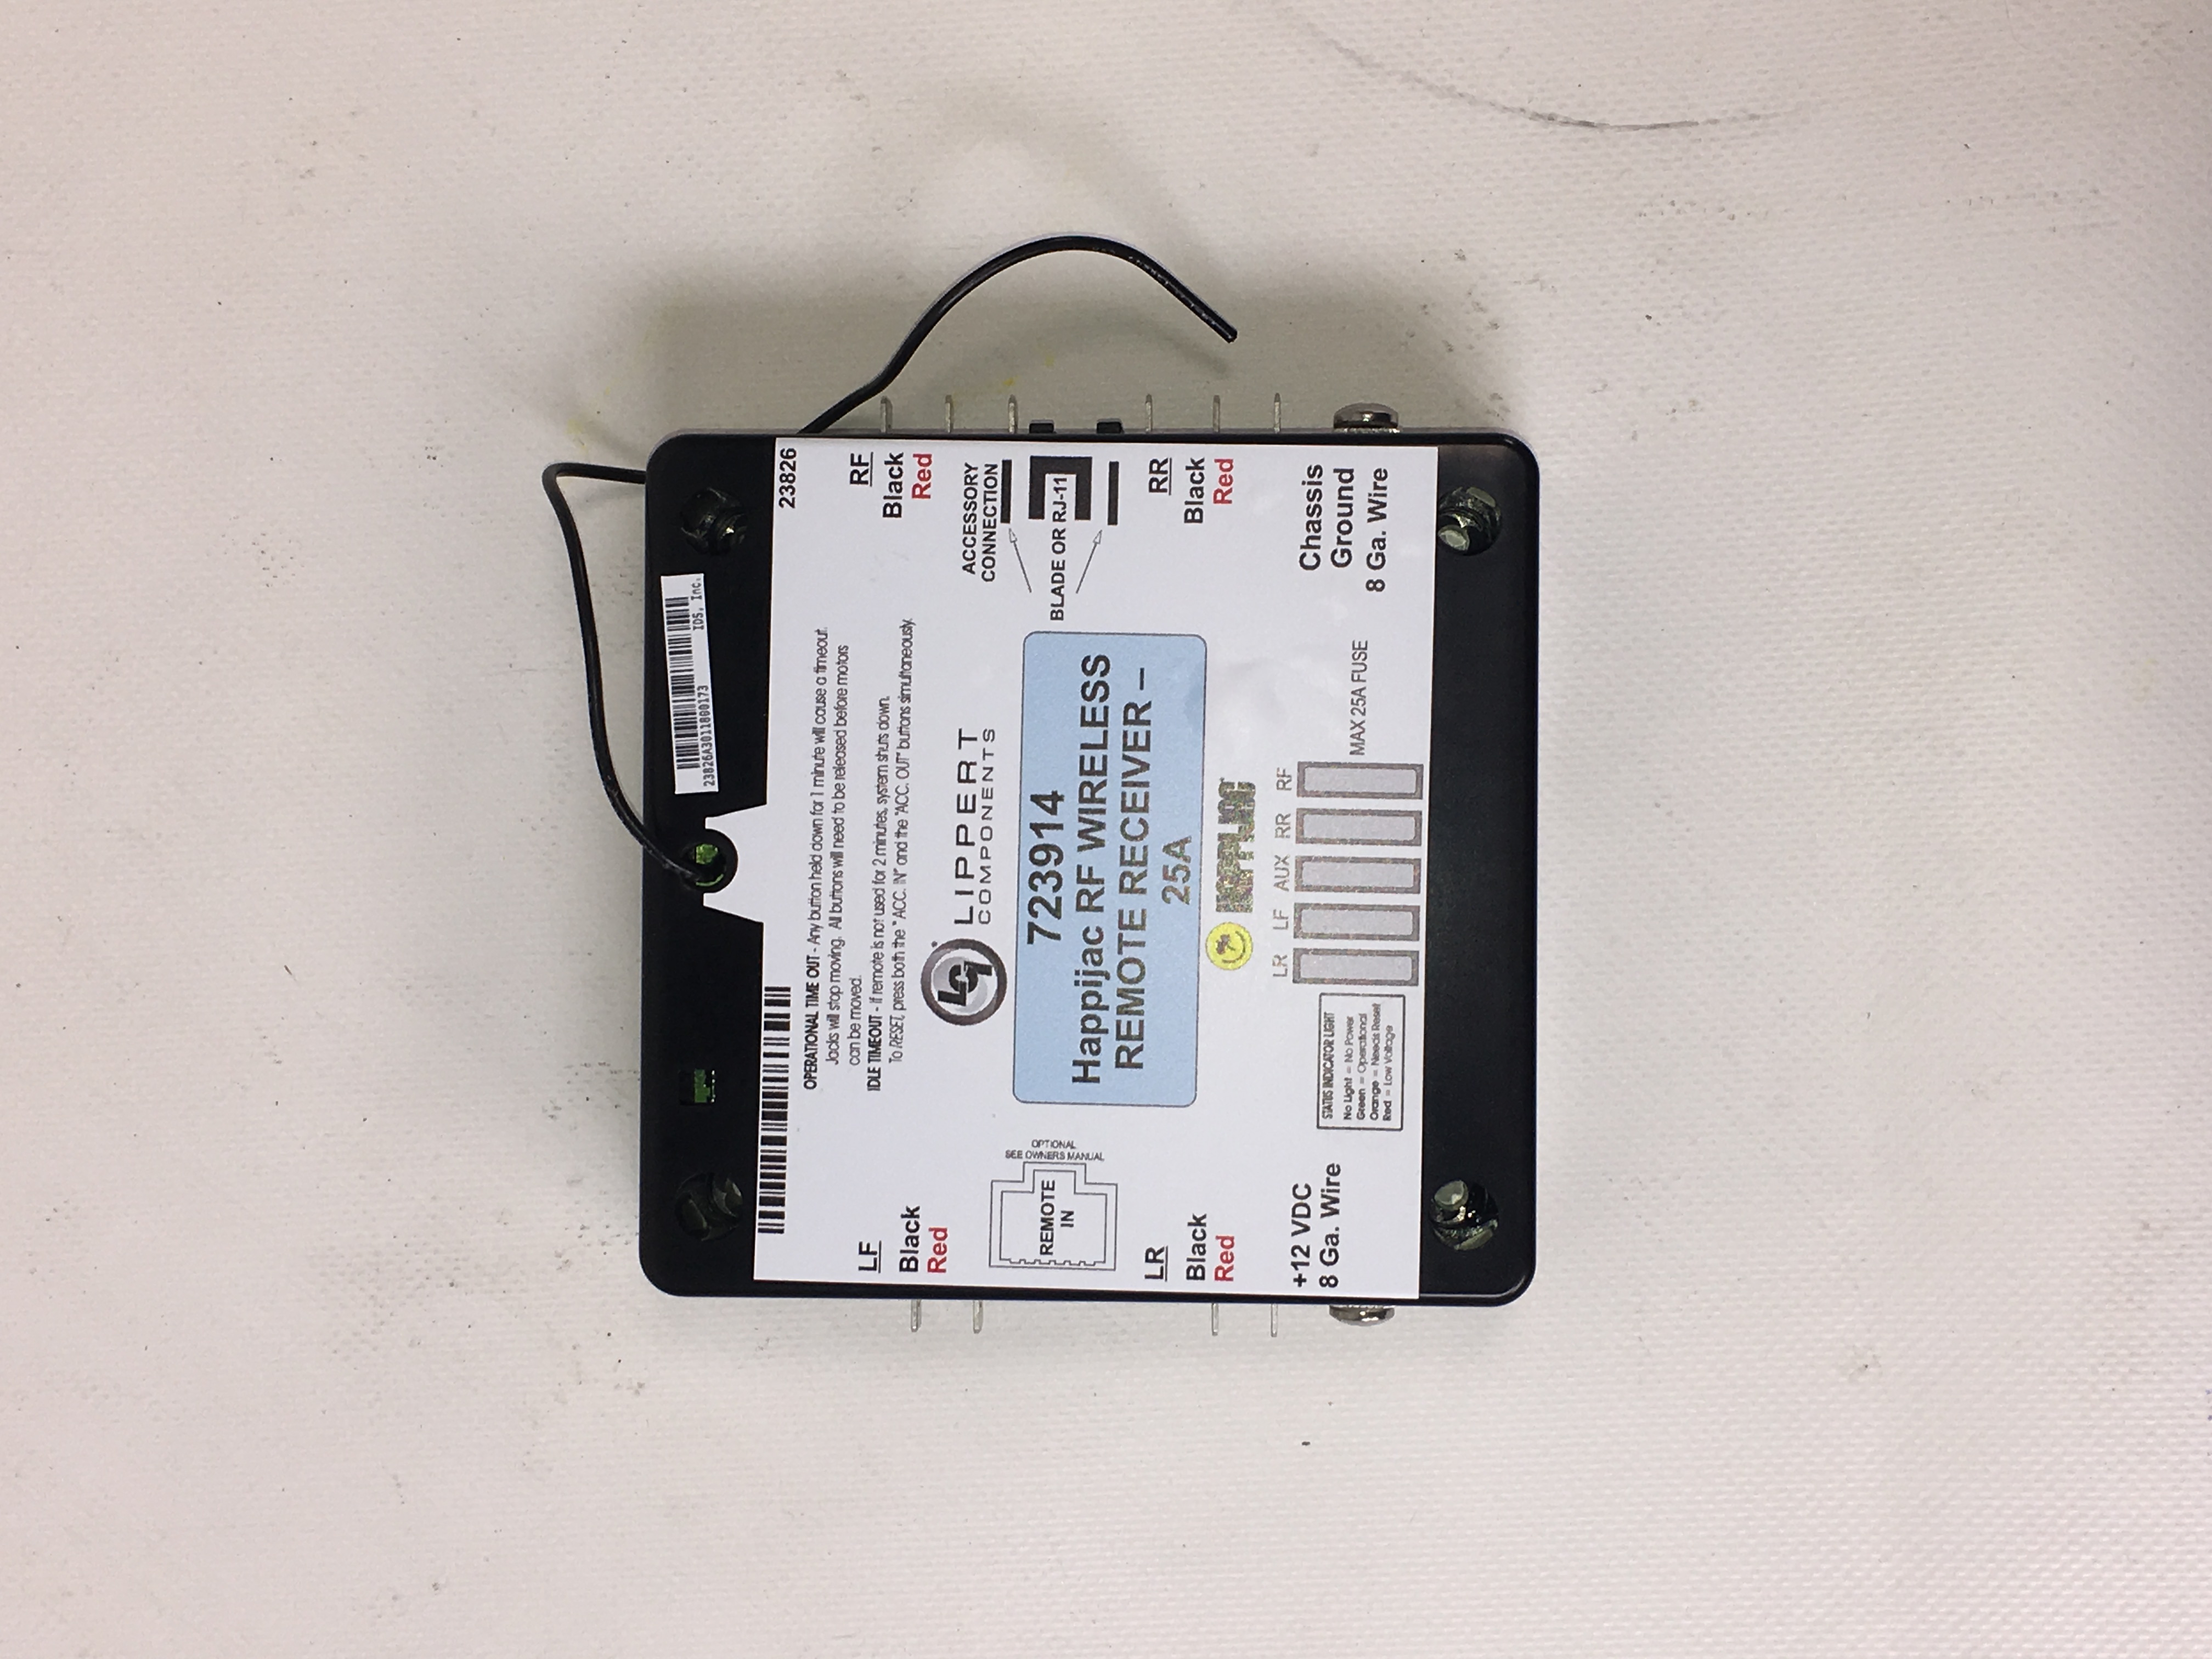 23826A3011800173
IDS, Inc.
23826
OPERATIONAL TIME OUT - Any button held down for 1 minute will cause a timeout.
Jacks will stop moving. All buttons will need to be released before motors
can be moved.
IDLE TIMEOUT - If remote is not used for 2 minutes, system shuts down.
To RESET, press both the "ACC. IN" and the "ACC. OUT" buttons simultaneously.
LF
Black
Red
RF
Black
Red
LCI
LIPPERT
COMPONENTS
ACCESSORY
CONNECTION
BLADE OR RJ-11
OPTIONAL
SEE OWNERS MANUAL
REMOTE
IN
723914
Happijac RF WIRELESS
REMOTE RECEIVER –
25A
LR
Black
Red
RR
Black
Red
HAPPIJAC
+12 VDC
8 Ga. Wire
STATUS INDICATOR LIGHT
No Light = No Power
Green = Operational
Orange = Needs Reset
Red = Low Voltage
LR LF AUX RR RF
MAX 25A FUSE
Chassis
Ground
8 Ga. Wire